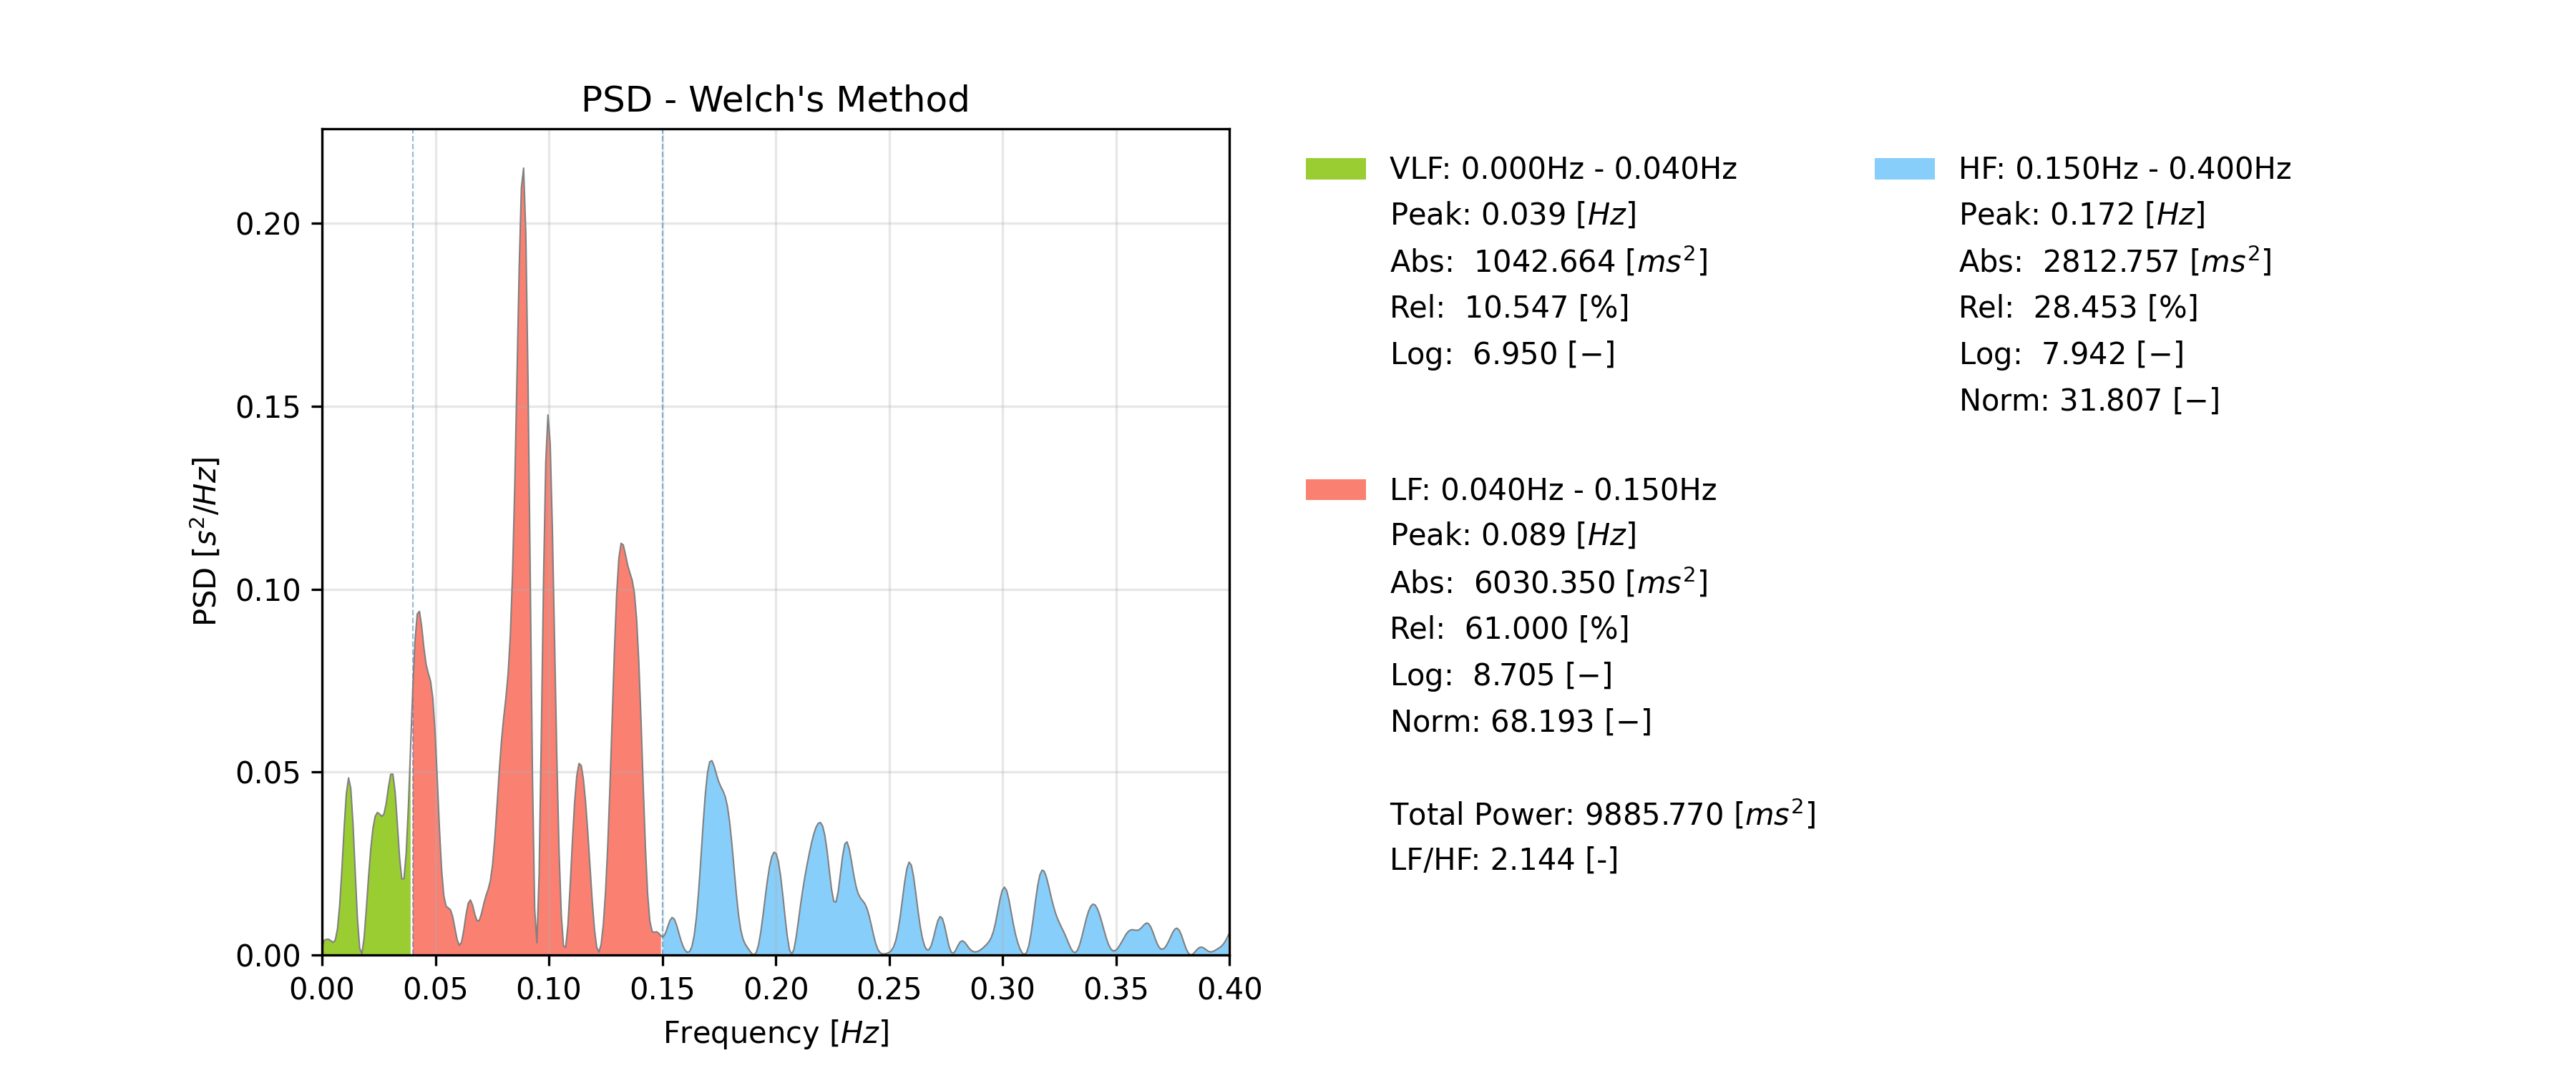 PSD - Welch's Method
PSD [s²/Hz]
0.20
0.15
0.10
0.05
0.00
0.00 0.05 0.10 0.15 0.20 0.25 0.30 0.35 0.40
Frequency [Hz]
VLF: 0.000Hz - 0.040Hz
Peak: 0.039 [Hz]
Abs: 1042.664 [ms²]
Rel: 10.547 [%]
Log: 6.950 [−]
LF: 0.040Hz - 0.150Hz
Peak: 0.089 [Hz]
Abs: 6030.350 [ms²]
Rel: 61.000 [%]
Log: 8.705 [−]
Norm: 68.193 [−]
Total Power: 9885.770 [ms²]
LF/HF: 2.144 [-]
HF: 0.150Hz - 0.400Hz
Peak: 0.172 [Hz]
Abs: 2812.757 [ms²]
Rel: 28.453 [%]
Log: 7.942 [−]
Norm: 31.807 [−]